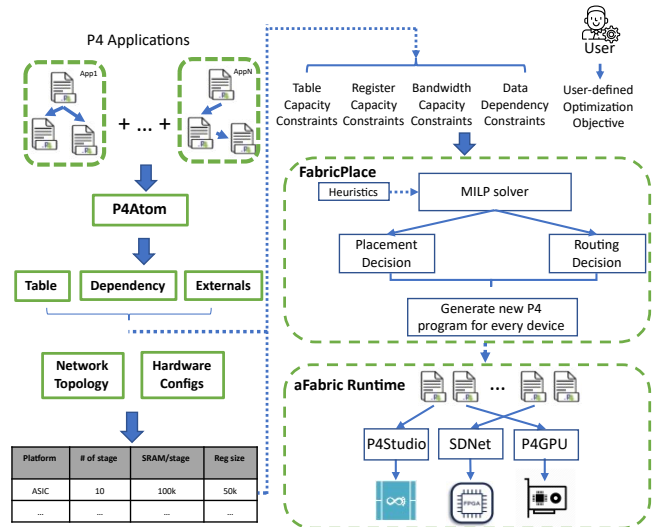 P4 Applications
App1
AppN
+ ... +
P4Atom
Table
Dependency
Externals
Network
Topology
Hardware
Configs
Platform
# of stage
SRAM/stage
Reg size
ASIC
10
100k
50k
...
...
...
...
User
User-defined
Optimization
Objective
Table
Capacity
Constraints
Register
Capacity
Constraints
Bandwidth
Capacity
Constraints
Data
Dependency
Constraints
FabricPlace
Heuristics
MILP solver
Placement
Decision
Routing
Decision
Generate new P4
program for every device
aFabric Runtime
...
P4Studio
SDNet
P4GPU
FPGA